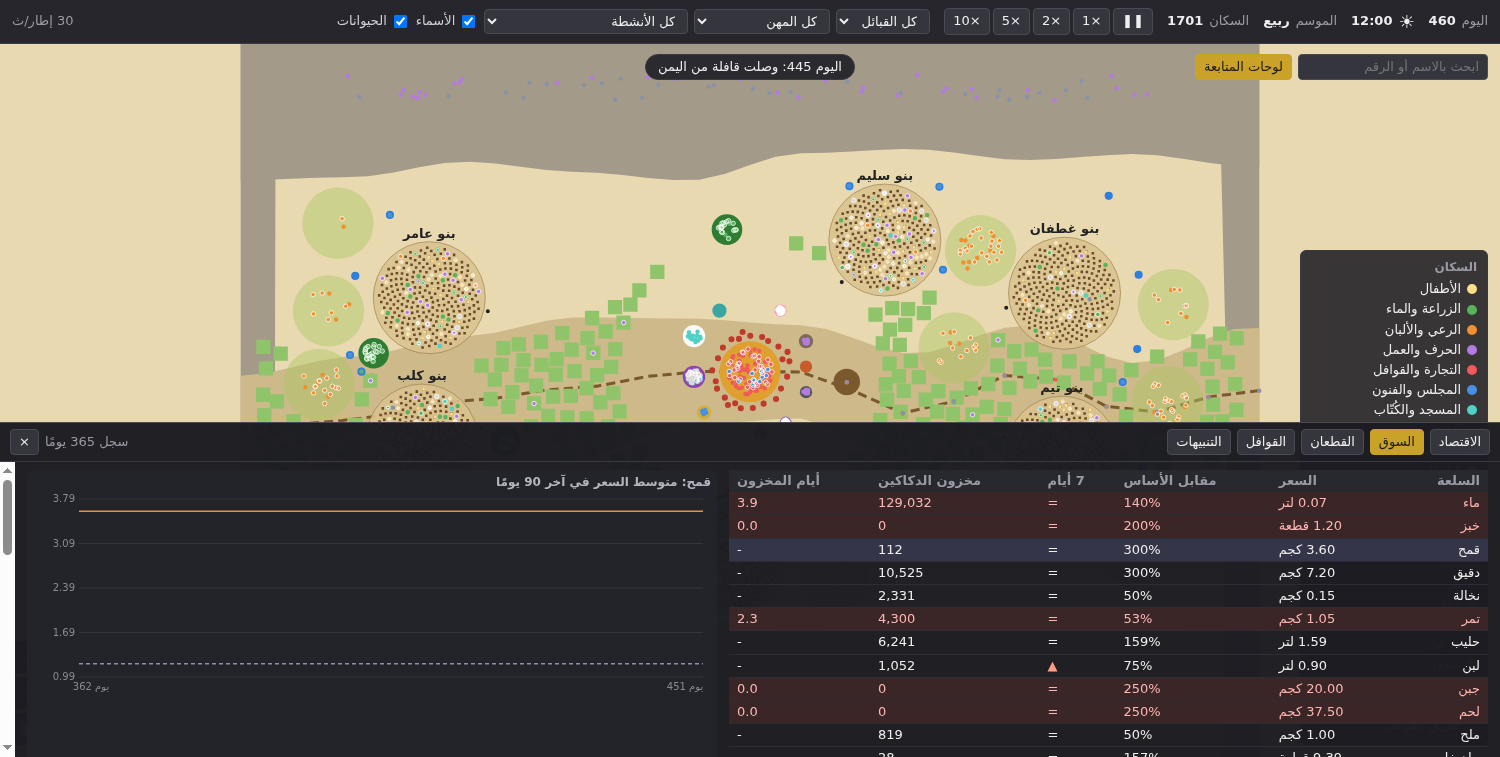 اليوم 460 ☀ 12:00 الموسم ربيع السكان 1701 ❚❚ 1× 2× 5× 10× كل القبائل كل المهن كل الأنشطة الأسماء الحيوانات 30 إطار/ث
ابحث بالاسم أو الرقم لوحات المتابعة
اليوم 445: وصلت قافلة من اليمن
بنو سليم
بنو غطفان
بنو عامر
بنو كلب
بنو تيم
السكان
الأطفال
الزراعة والماء
الرعي والألبان
الحرف والعمل
التجارة والقوافل
المجلس والفنون
المسجد والكُتّاب
الاقتصاد السوق القطعان القوافل التنبيهات سجل 365 يومًا ✕
السلعة السعر مقابل الأساس 7 أيام مخزون الدكاكين أيام المخزون
ماء 0.07 لتر 140% = 129,032 3.9
خبز 1.20 قطعة 200% = 0 0.0
قمح 3.60 كجم 300% = 112 -
دقيق 7.20 كجم 300% = 10,525 -
نخالة 0.15 كجم 50% = 2,331 -
تمر 1.05 كجم 53% = 4,300 2.3
حليب 1.59 لتر 159% = 6,241 -
لبن 0.90 لتر 75% ▲ 1,052 -
جبن 20.00 كجم 250% = 0 0.0
لحم 37.50 كجم 250% = 0 0.0
ملح 1.00 كجم 50% = 819 -
قمح: متوسط السعر في آخر 90 يومًا
3.79
3.09
2.39
1.69
0.99
يوم 362 يوم 451